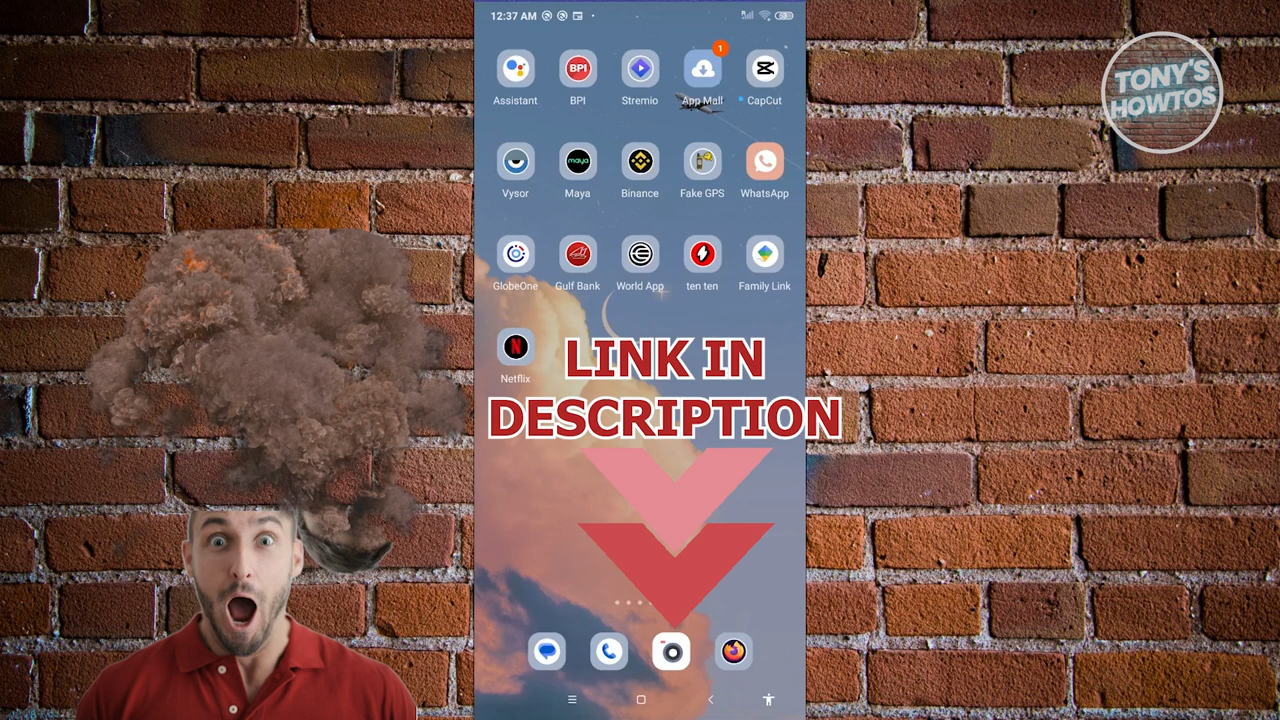 12:37 AM
1
Assistant
BPI
BPI
Stremio
App Mall
CapCut
Vysor
maya
Maya
Binance
Fake GPS
WhatsApp
GlobeOne
Gulf Bank
World App
ten ten
Family Link
N
Netflix
LINK IN
DESCRIPTION
TONY'S
HOWTOS